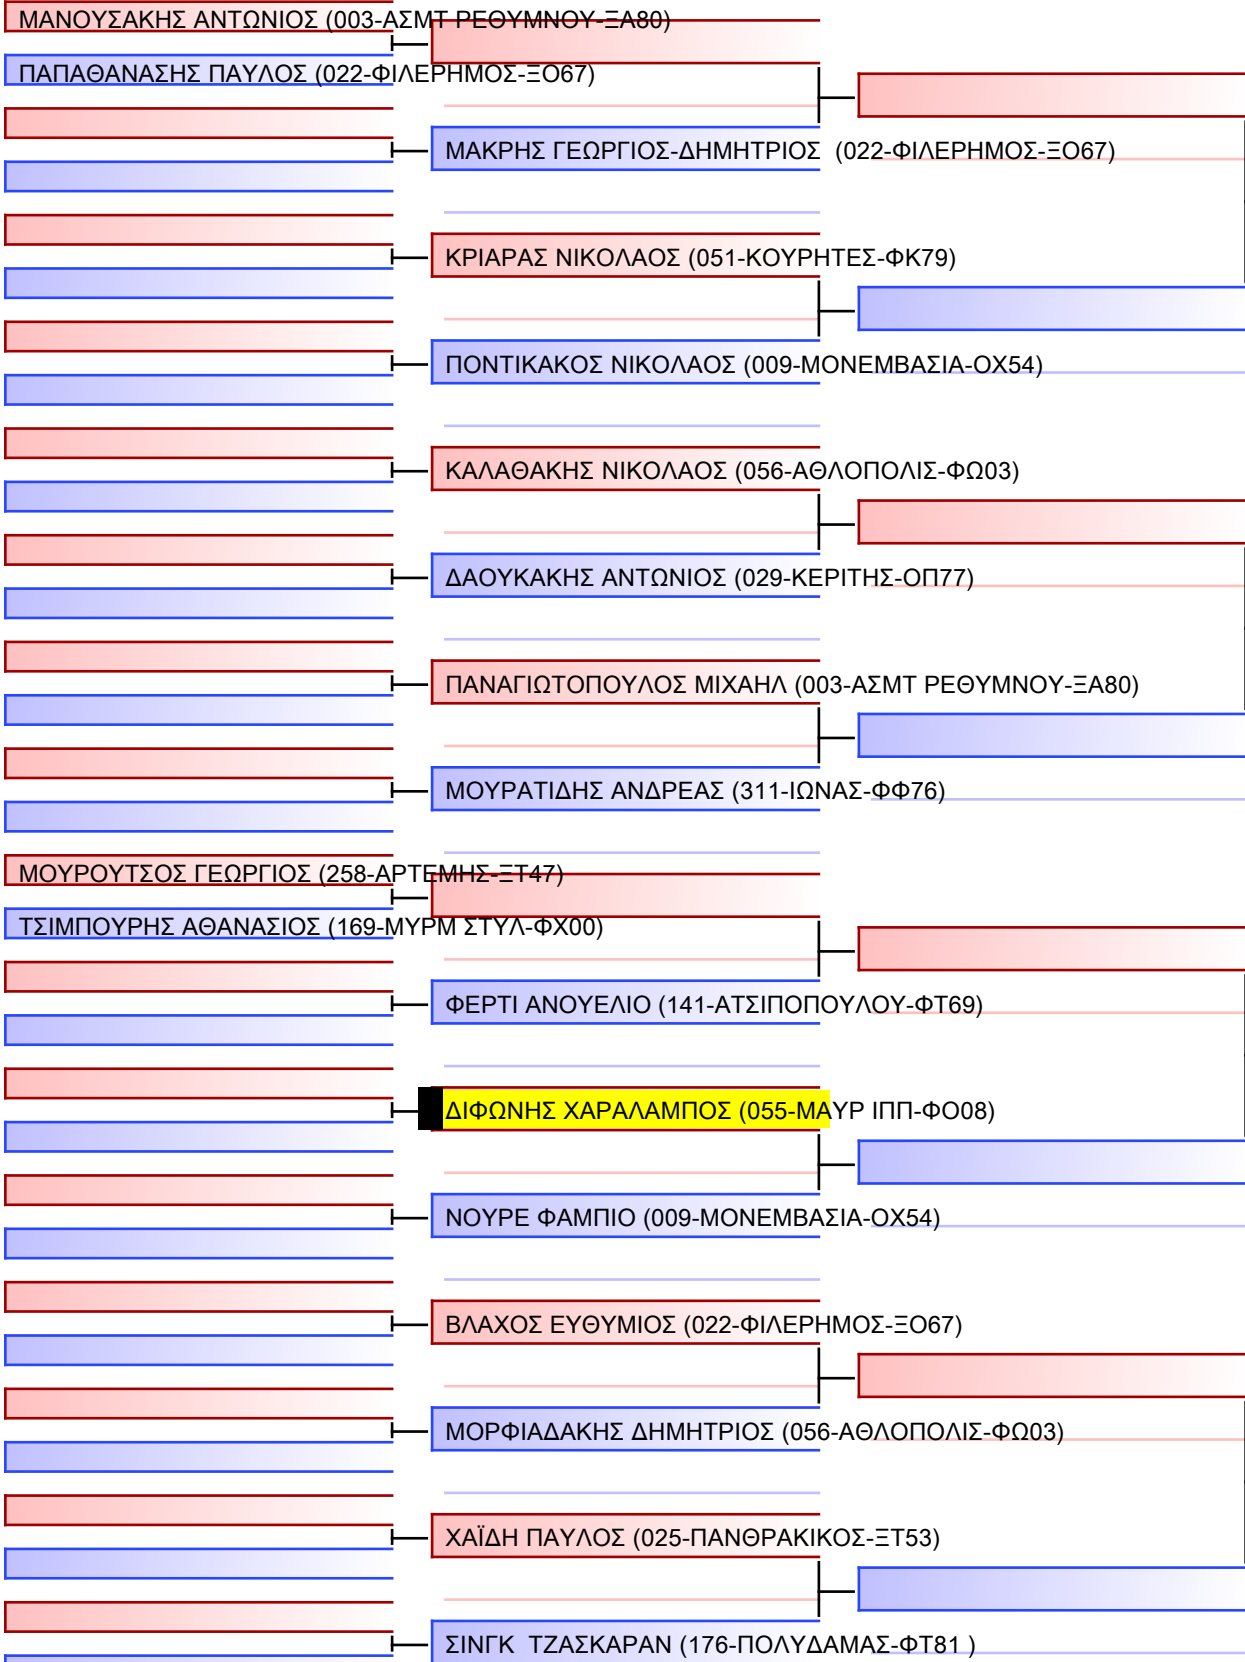 ΜΑΝΟΥΣΑΚΗΣ ΑΝΤΩΝΙΟΣ (003-ΑΣΜΤ ΡΕΘΥΜΝΟΥ-ΞΑ80)
ΠΑΠΑΘΑΝΑΣΗΣ ΠΑΥΛΟΣ (022-ΦΙΛΕΡΗΜΟΣ-ΞΟ67)
ΜΑΚΡΗΣ ΓΕΩΡΓΙΟΣ-ΔΗΜΗΤΡΙΟΣ (022-ΦΙΛΕΡΗΜΟΣ-ΞΟ67)
ΚΡΙΑΡΑΣ ΝΙΚΟΛΑΟΣ (051-ΚΟΥΡΗΤΕΣ-ΦΚ79)
ΠΟΝΤΙΚΑΚΟΣ ΝΙΚΟΛΑΟΣ (009-ΜΟΝΕΜΒΑΣΙΑ-ΟΧ54)
ΚΑΛΑΘΑΚΗΣ ΝΙΚΟΛΑΟΣ (056-ΑΘΛΟΠΟΛΙΣ-ΦΩ03)
ΔΑΟΥΚΑΚΗΣ ΑΝΤΩΝΙΟΣ (029-ΚΕΡΙΤΗΣ-ΟΠ77)
ΠΑΝΑΓΙΩΤΟΠΟΥΛΟΣ ΜΙΧΑΗΛ (003-ΑΣΜΤ ΡΕΘΥΜΝΟΥ-ΞΑ80)
ΜΟΥΡΑΤΙΔΗΣ ΑΝΔΡΕΑΣ (311-ΙΩΝΑΣ-ΦΦ76)
ΜΟΥΡΟΥΤΣΟΣ ΓΕΩΡΓΙΟΣ (258-ΑΡΤΕΜΗΣ-ΞΤ47)
ΤΣΙΜΠΟΥΡΗΣ ΑΘΑΝΑΣΙΟΣ (169-ΜΥΡΜ ΣΤΥΛ-ΦΧ00)
ΦΕΡΤΙ ΑΝΟΥΕΛΙΟ (141-ΑΤΣΙΠΟΠΟΥΛΟΥ-ΦΤ69)
ΔΙΦΩΝΗΣ ΧΑΡΑΛΑΜΠΟΣ (055-ΜΑΥΡ ΙΠΠ-ΦΟ08)
ΝΟΥΡΕ ΦΑΜΠΙΟ (009-ΜΟΝΕΜΒΑΣΙΑ-ΟΧ54)
ΒΛΑΧΟΣ ΕΥΘΥΜΙΟΣ (022-ΦΙΛΕΡΗΜΟΣ-ΞΟ67)
ΜΟΡΦΙΑΔΑΚΗΣ ΔΗΜΗΤΡΙΟΣ (056-ΑΘΛΟΠΟΛΙΣ-ΦΩ03)
ΧΑΪΔΗ ΠΑΥΛΟΣ (025-ΠΑΝΘΡΑΚΙΚΟΣ-ΞΤ53)
ΣΙΝΓΚ ΤΖΑΣΚΑΡΑΝ (176-ΠΟΛΥΔΑΜΑΣ-ΦΤ81 )